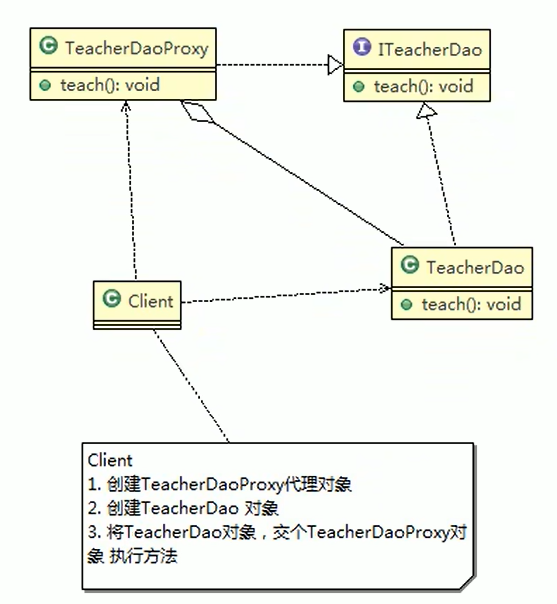 TeacherDaoProxy
teach(): void
ITeacherDao
teach(): void
TeacherDao
teach(): void
Client
Client
1. 创建TeacherDaoProxy代理对象
2. 创建TeacherDao 对象
3. 将TeacherDao对象，交个TeacherDaoProxy对
象 执行方法